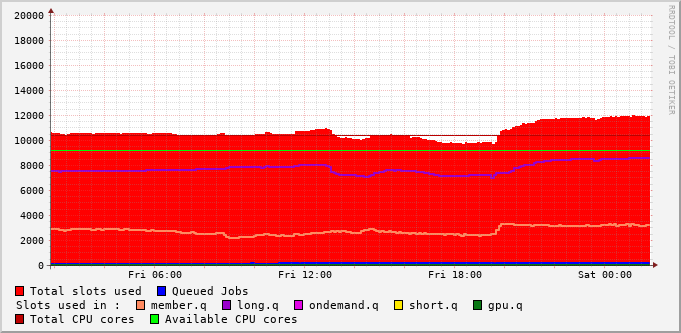 20000
18000
16000
14000
12000
10000
8000
6000
4000
2000
0
Fri 06:00 Fri 12:00 Fri 18:00 Sat 00:00
Total slots used Queued Jobs
Slots used in : member.q long.q ondemand.q short.q gpu.q
Total CPU cores Available CPU cores
RRDTOOL / TOBI OETIKER